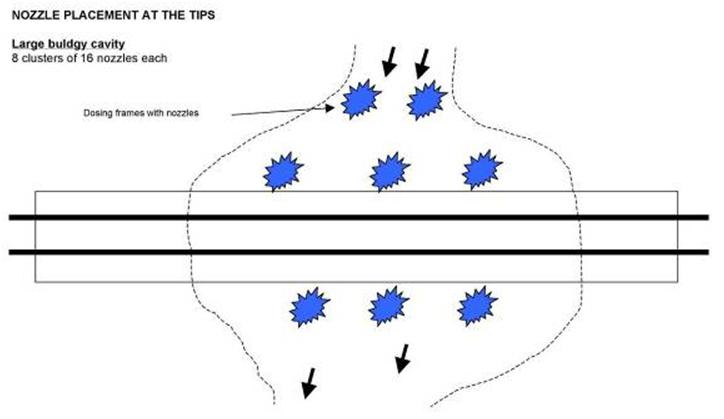 NOZZLE PLACEMENT AT THE TIPS
Large buldgy cavity
8 clusters of 16 nozzles each
Dosing frames with nozzles